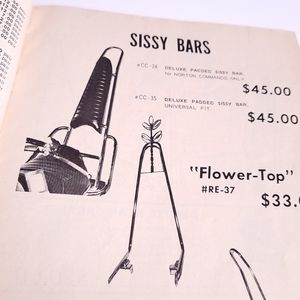 SISSY BARS
#CC-34 DELUXE PADDED SISSY BAR,
for NORTON COMMANDO ONLY.
$45.00
#CC-35 DELUXE PADDED SISSY BAR,
UNIVERSAL FIT.
$45.00
"Flower-Top"
#RE-37
$33.0